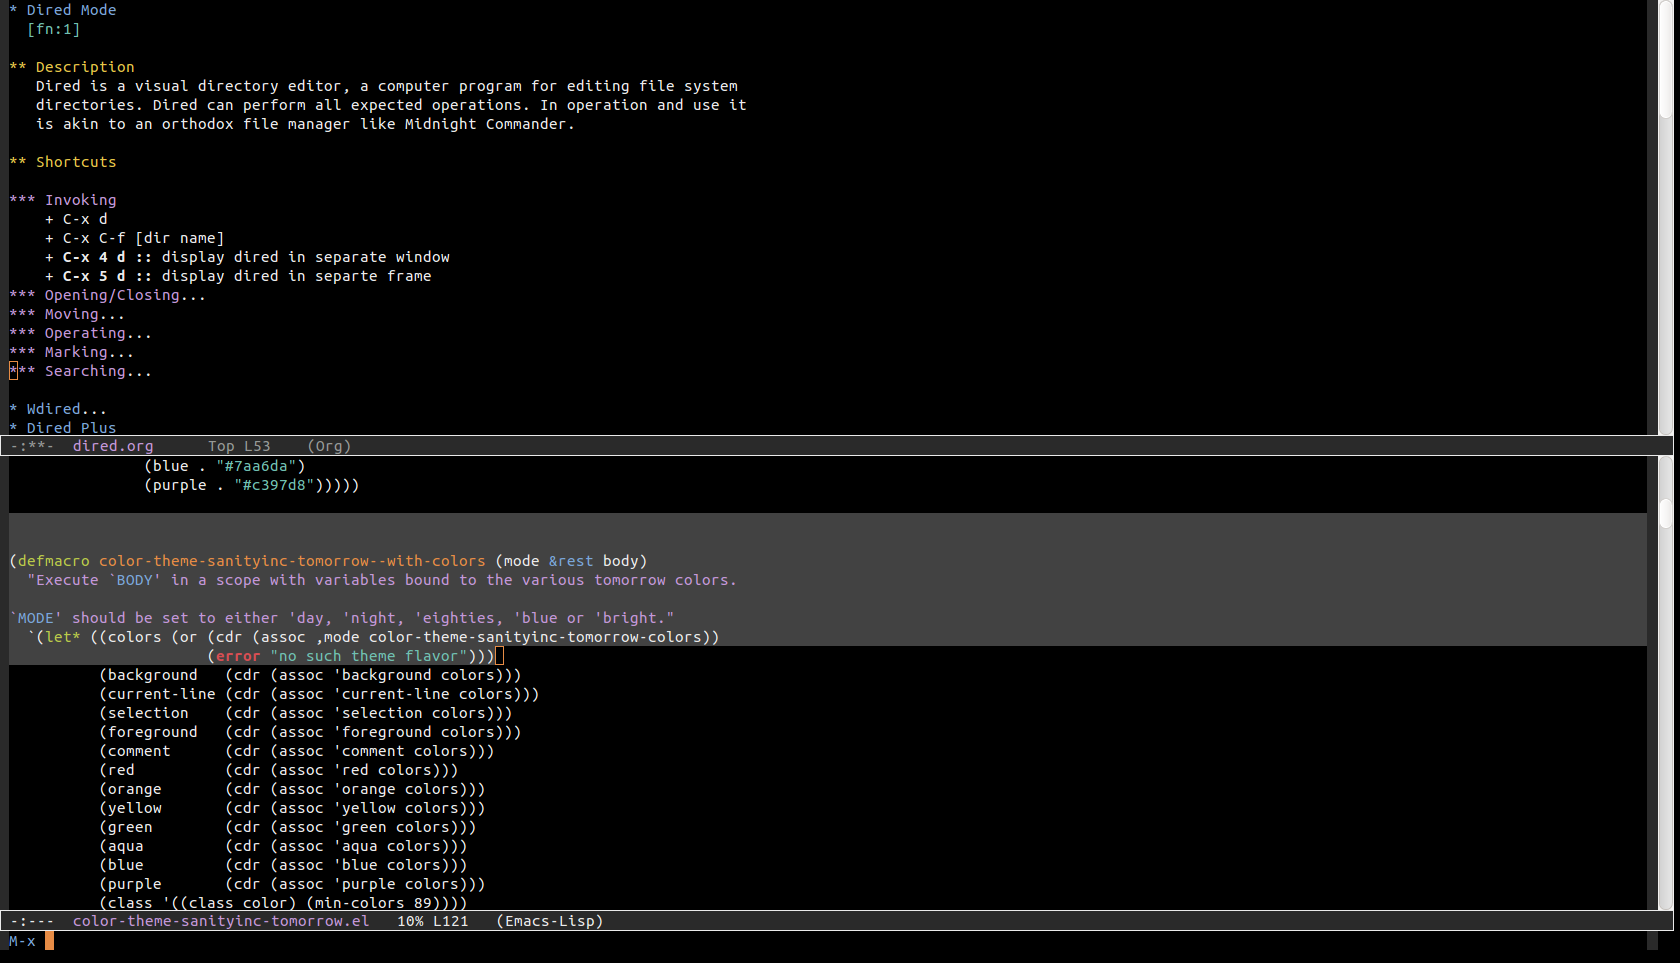 * Dired Mode
  [fn:1]

** Description
   Dired is a visual directory editor, a computer program for editing file system
   directories. Dired can perform all expected operations. In operation and use it
   is akin to an orthodox file manager like Midnight Commander.

** Shortcuts

*** Invoking
    + C-x d
    + C-x C-f [dir name]
    + C-x 4 d :: display dired in separate window
    + C-x 5 d :: display dired in separte frame
*** Opening/Closing...
*** Moving...
*** Operating...
*** Marking...
*** Searching...

* Wdired...
* Dired Plus
-:**-  dired.org      Top L53    (Org)
               (blue . "#7aa6da")
               (purple . "#c397d8")))))

(defmacro color-theme-sanityinc-tomorrow--with-colors (mode &rest body)
  "Execute `BODY' in a scope with variables bound to the various tomorrow colors.

`MODE' should be set to either 'day, 'night, 'eighties, 'blue or 'bright."
  `(let* ((colors (or (cdr (assoc ,mode color-theme-sanityinc-tomorrow-colors))
                      (error "no such theme flavor")))
          (background   (cdr (assoc 'background colors)))
          (current-line (cdr (assoc 'current-line colors)))
          (selection    (cdr (assoc 'selection colors)))
          (foreground   (cdr (assoc 'foreground colors)))
          (comment      (cdr (assoc 'comment colors)))
          (red          (cdr (assoc 'red colors)))
          (orange       (cdr (assoc 'orange colors)))
          (yellow       (cdr (assoc 'yellow colors)))
          (green        (cdr (assoc 'green colors)))
          (aqua         (cdr (assoc 'aqua colors)))
          (blue         (cdr (assoc 'blue colors)))
          (purple       (cdr (assoc 'purple colors)))
          (class '((class color) (min-colors 89))))
-:---  color-theme-sanityinc-tomorrow.el   10% L121   (Emacs-Lisp)
M-x